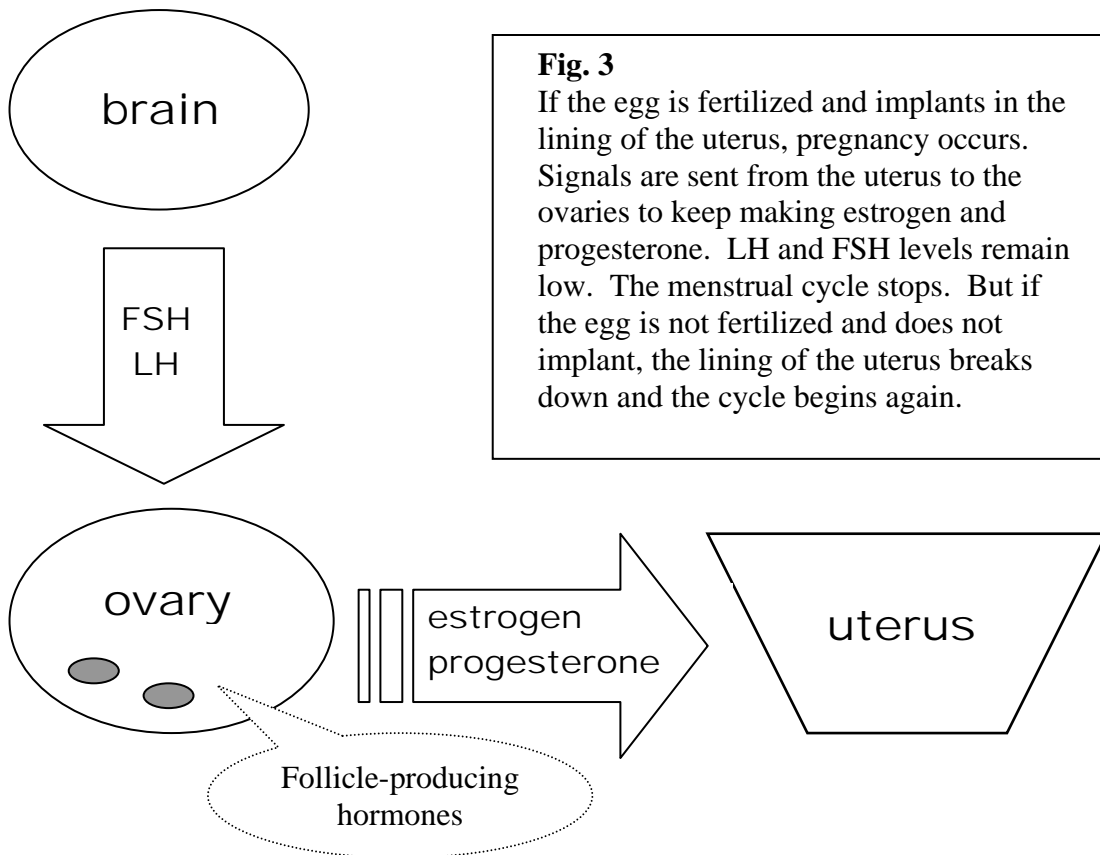 brain
Fig. 3
If the egg is fertilized and implants in the
lining of the uterus, pregnancy occurs.
Signals are sent from the uterus to the
ovaries to keep making estrogen and
progesterone.  LH and FSH levels remain
low.  The menstrual cycle stops.  But if
the egg is not fertilized and does not
implant, the lining of the uterus breaks
down and the cycle begins again.
FSH
LH
ovary
estrogen
progesterone
uterus
Follicle-producing
hormones